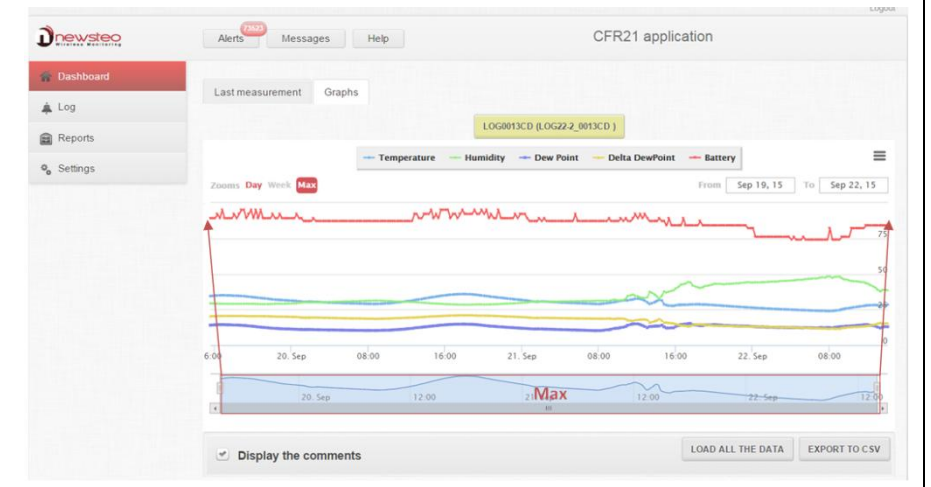 Logout
newsteo
Wireless Monitoring
Alerts
73625
Messages
Help
CFR21 application
Dashboard
Log
Reports
Settings
Last measurement
Graphs
LOG0013CD (LOG22-2_0013CD )
Temperature Humidity Dew Point Delta DewPoint Battery
Zooms Day Week Max
From Sep 19, 15 To Sep 22, 15
75
50
25
0
6:00 20. Sep 08:00 16:00 21. Sep 08:00 16:00 22. Sep 08:00
20. Sep 12:00 21. Sep 12:00 22. Sep 12:00
Max
Display the comments
LOAD ALL THE DATA
EXPORT TO CSV